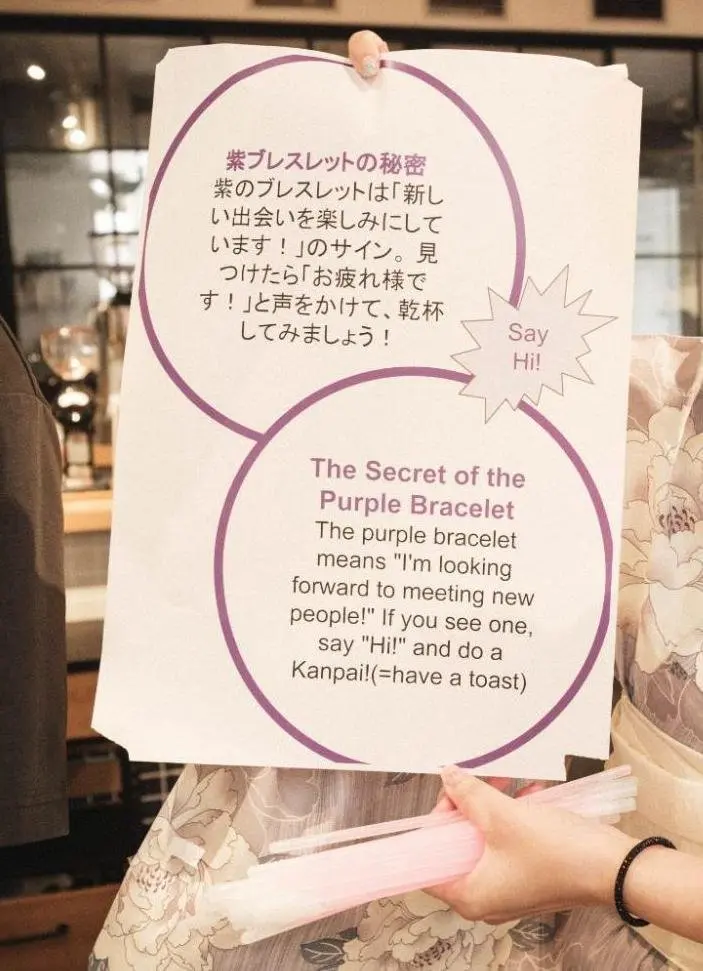 紫ブレスレットの秘密
紫のブレスレットは「新し
い出会いを楽しみにして
います！」のサイン。見
つけたら「お疲れ様で
す！」と声をかけて、乾杯
してみましょう！
Say
Hi!
The Secret of the
Purple Bracelet
The purple bracelet
means "I'm looking
forward to meeting new
people!" If you see one,
say "Hi!" and do a
Kanpai!(=have a toast)